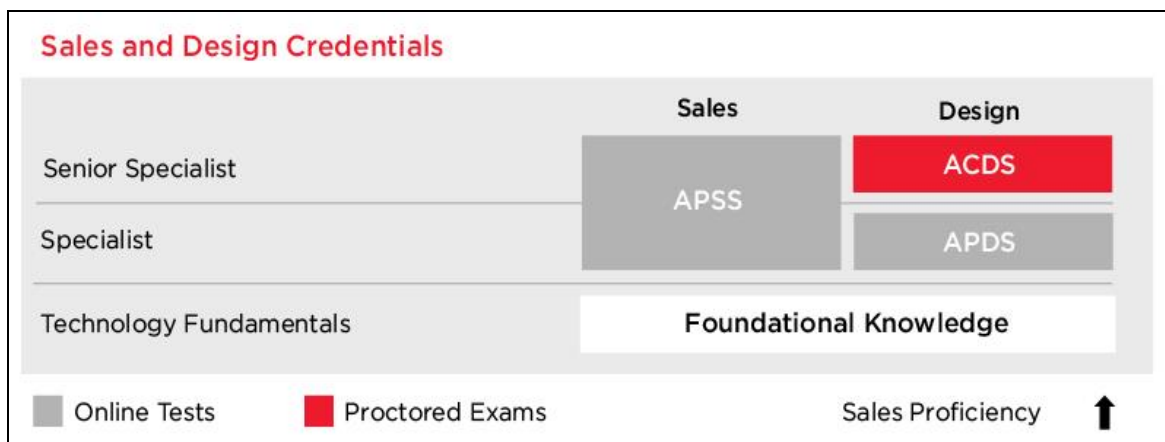 Sales and Design Credentials
Sales Design
Senior Specialist ACDS
APSS
Specialist APDS
Technology Fundamentals Foundational Knowledge
Online Tests Proctored Exams Sales Proficiency